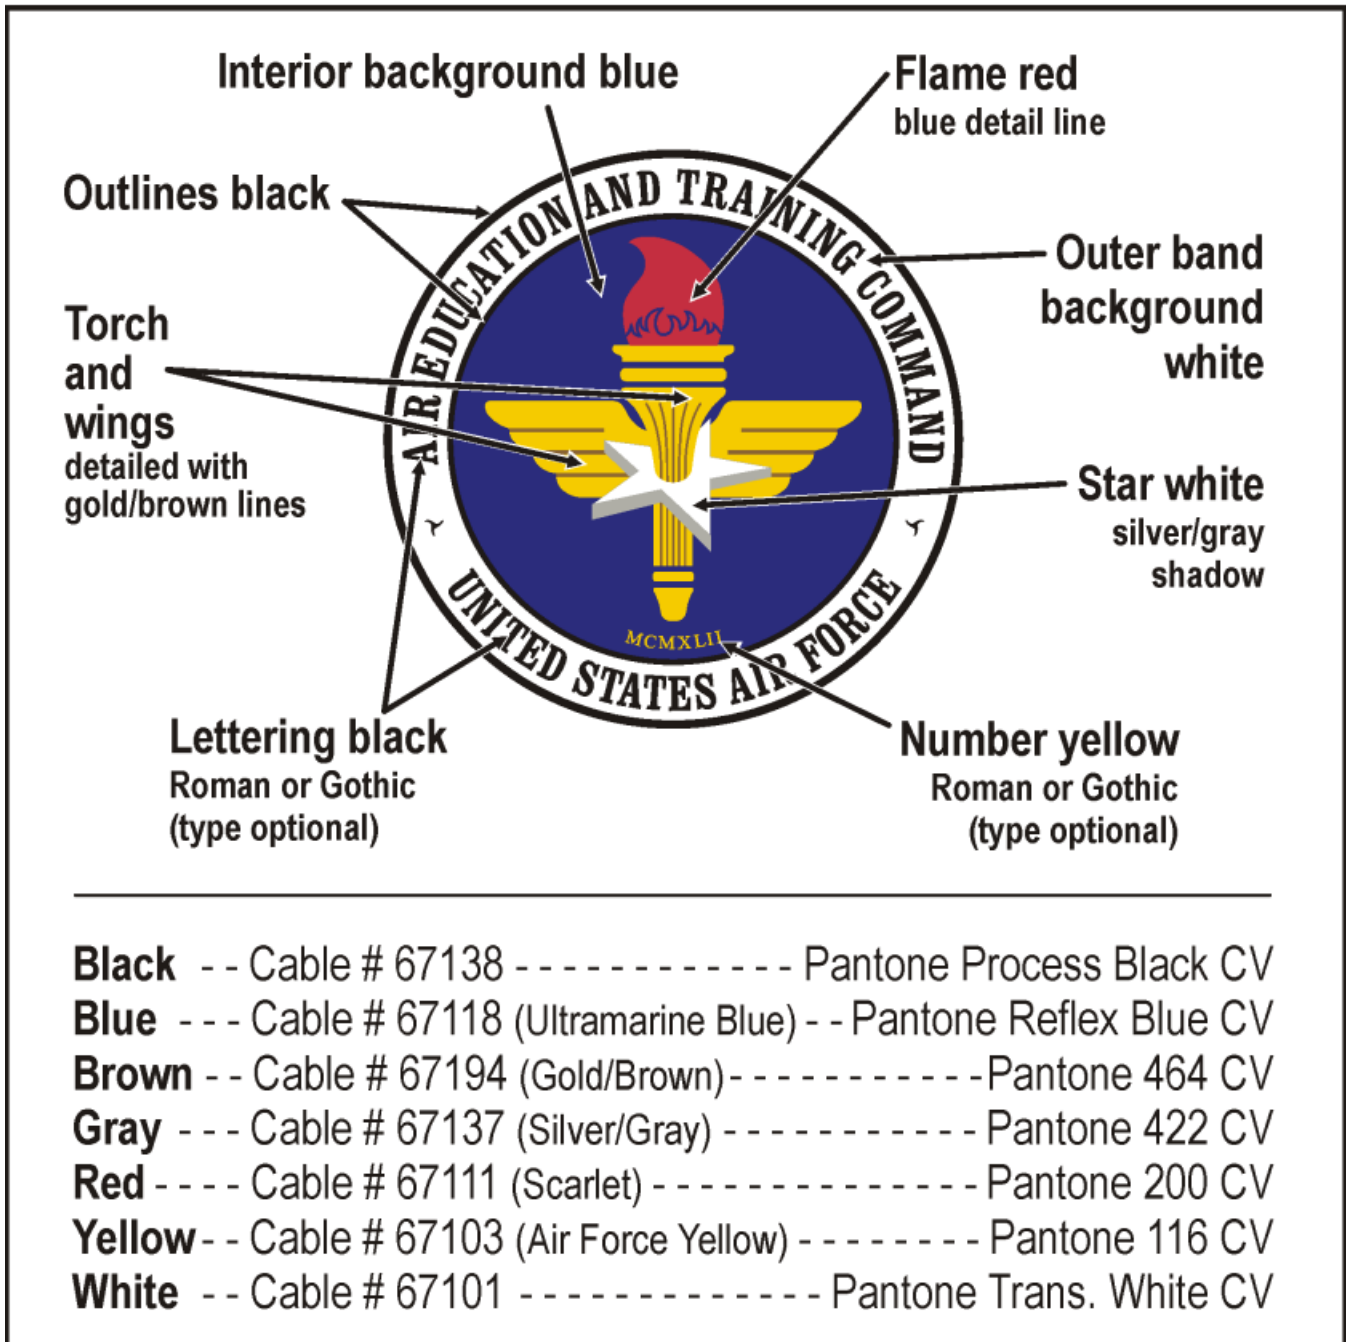 Interior background blue
Flame red
blue detail line
Outlines black
AIR EDUCATION AND TRAINING COMMAND
Outer band
background
white
Torch
and
wings
detailed with
gold/brown lines
Star white
silver/gray
shadow
MCMXLII
UNITED STATES AIR FORCE
Lettering black
Roman or Gothic
(type optional)
Number yellow
Roman or Gothic
(type optional)
Black - - Cable # 67138 - - - - - - - - - - - - Pantone Process Black CV
Blue - - - Cable # 67118 (Ultramarine Blue) - - Pantone Reflex Blue CV
Brown - - Cable # 67194 (Gold/Brown) - - - - - - - - - - - Pantone 464 CV
Gray - - - Cable # 67137 (Silver/Gray) - - - - - - - - - - - Pantone 422 CV
Red - - - - Cable # 67111 (Scarlet) - - - - - - - - - - - - - - Pantone 200 CV
Yellow - - Cable # 67103 (Air Force Yellow) - - - - - - - - Pantone 116 CV
White - - Cable # 67101 - - - - - - - - - - - - - Pantone Trans. White CV